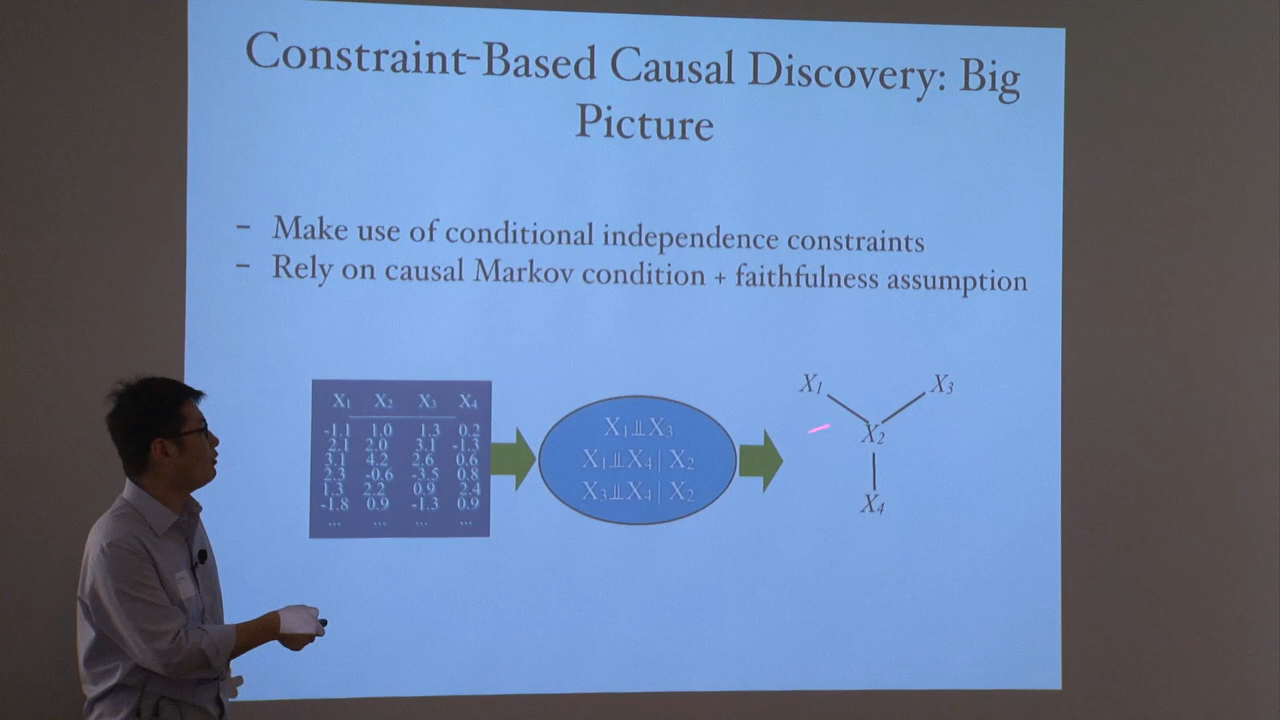 Constraint-Based Causal Discovery: Big
Picture
- Make use of conditional independence constraints
- Rely on causal Markov condition + faithfulness assumption
X₁ X₂ X₃ X₄
-1.1 1.0 1.3 0.2
2.1 2.0 3.1 -1.3
3.1 4.2 2.6 0.6
2.3 -0.6 -3.5 0.8
1.3 2.2 0.9 2.4
-1.8 0.9 -1.3 0.9
... ... ... ...
X₁⫫X₃
X₁⫫X₄ | X₂
X₃⫫X₄ | X₂
X₁ X₃
X₂
X₄